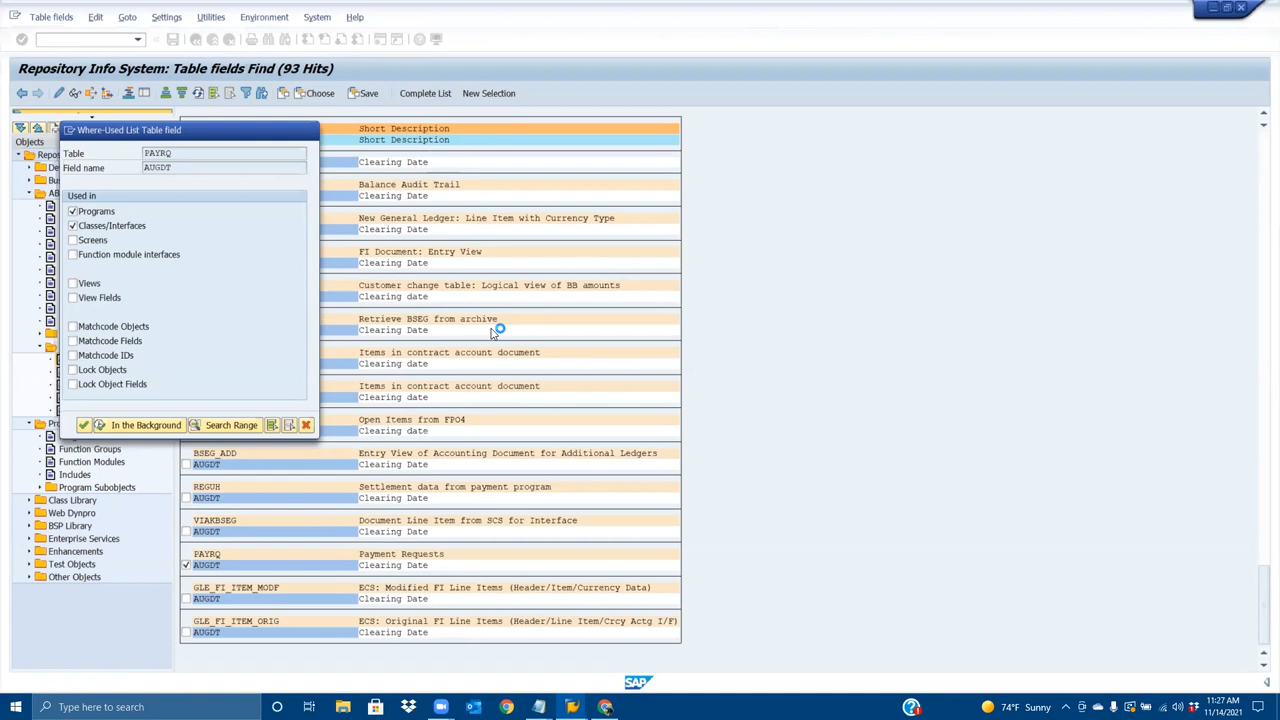 Table fields Edit Goto Settings Utilities Environment System Help
Repository Info System: Table fields Find (93 Hits)
Choose Save Complete List New Selection
Where-Used List Table field
Table PAYRQ
Field name AUGDT
Used in
Programs
Classes/Interfaces
Screens
Function module interfaces
Views
View Fields
Matchcode Objects
Matchcode Fields
Matchcode IDs
Lock Objects
Lock Object Fields
In the Background Search Range
Objects
Function Groups
Function Modules
Includes
Program Subobjects
Class Library
Web Dynpro
BSP Library
Enterprise Services
Enhancements
Test Objects
Other Objects
Short Description
Short Description
Clearing Date
Balance Audit Trail
Clearing Date
New General Ledger: Line Item with Currency Type
Clearing Date
FI Document: Entry View
Clearing Date
Customer change table: Logical view of BB amounts
Clearing date
Retrieve BSEG from archive
Clearing Date
Items in contract account document
Clearing date
Items in contract account document
Clearing date
Open Items from FPO4
Clearing date
BSEG_ADD Entry View of Accounting Document for Additional Ledgers
AUGDT Clearing Date
REGUH Settlement data from payment program
AUGDT Clearing Date
VIAKBSEG Document Line Item from SCS for Interface
AUGDT Clearing Date
PAYRQ Payment Requests
AUGDT Clearing Date
GLE_FI_ITEM_MODF ECS: Modified FI Line Items (Header/Item/Currency Data)
AUGDT Clearing Date
GLE_FI_ITEM_ORIG ECS: Original FI Line Items (Header/Line Item/Crcy Actg I/F)
AUGDT Clearing Date
SAP
Type here to search
74°F Sunny
11:27 AM
11/14/2021